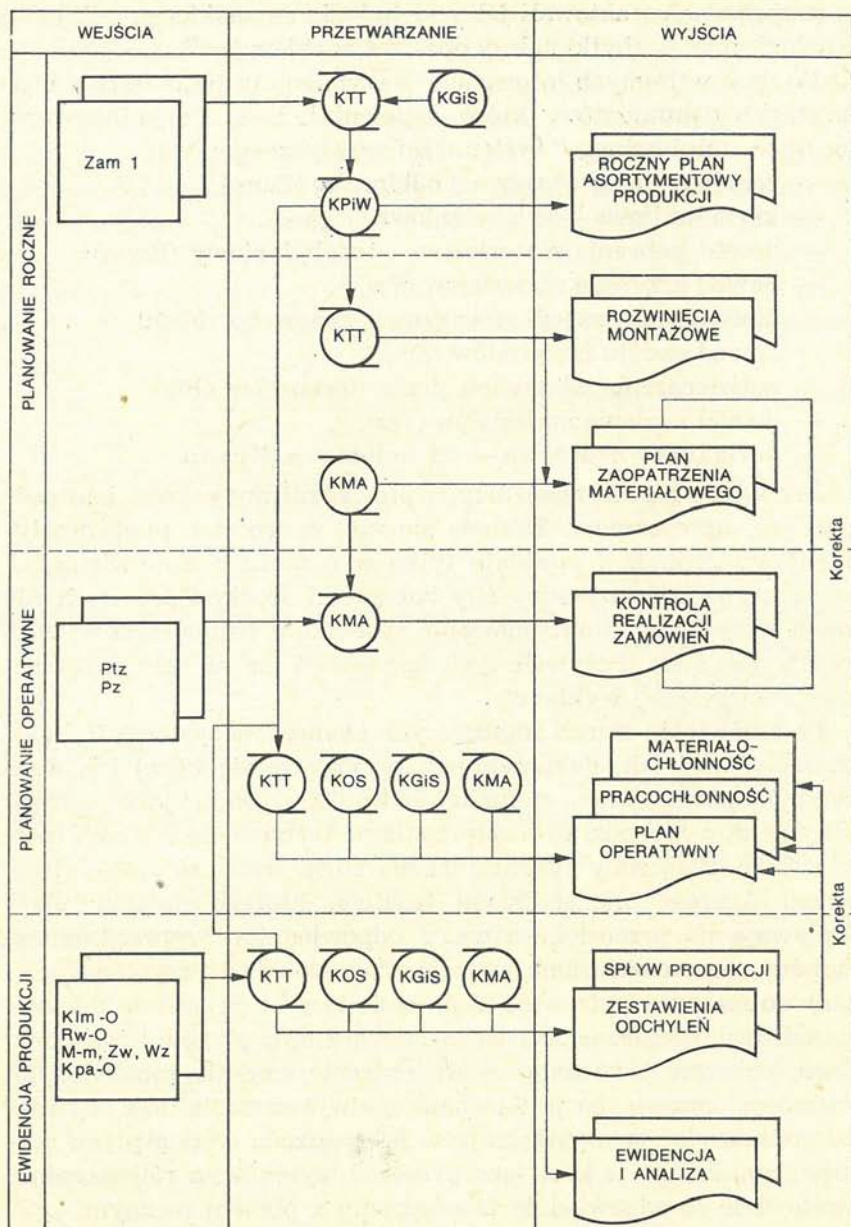 WEJŚCIA
PRZETWARZANIE
WYJŚCIA
PLANOWANIE ROCZNE
Zam 1
KTT
KGiS
KPiW
ROCZNY PLAN
ASORTYMENTOWY
PRODUKCJI
KTT
ROZWINIĘCIA
MONTAŻOWE
KMA
PLAN
ZAOPATRZENIA
MATERIAŁOWEGO
Korekta
PLANOWANIE OPERATYWNE
Ptz
Pz
KMA
KONTROLA
REALIZACJI
ZAMÓWIEŃ
KTT
KOS
KGiS
KMA
MATERIAŁO-
CHŁONNOŚĆ
PRACOCHŁONNOŚĆ
PLAN
OPERATYWNY
Korekta
EWIDENCJA PRODUKCJI
Klm-O
Rw-O
M-m, Zw, Wz
Kpa-O
KTT
KOS
KGiS
KMA
SPŁYW PRODUKCJI
ZESTAWIENIA
ODCHYLEŃ
EWIDENCJA
I ANALIZA